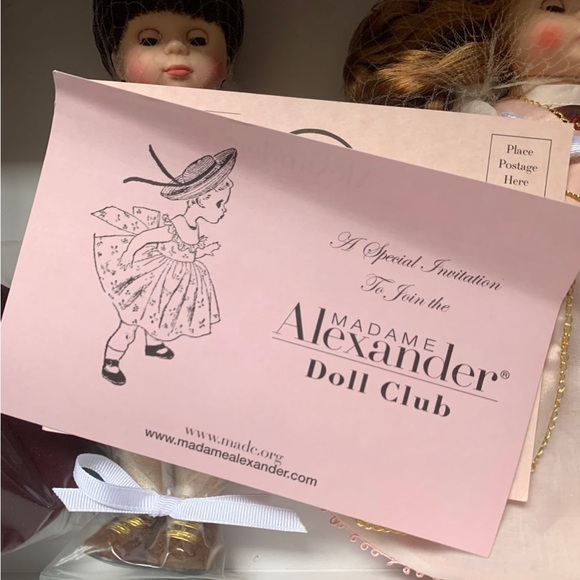 Place
Postage
Here
A Special Invitation
To Join the
MADAME
Alexander®
Doll Club
www.madc.org
www.madamealexander.com